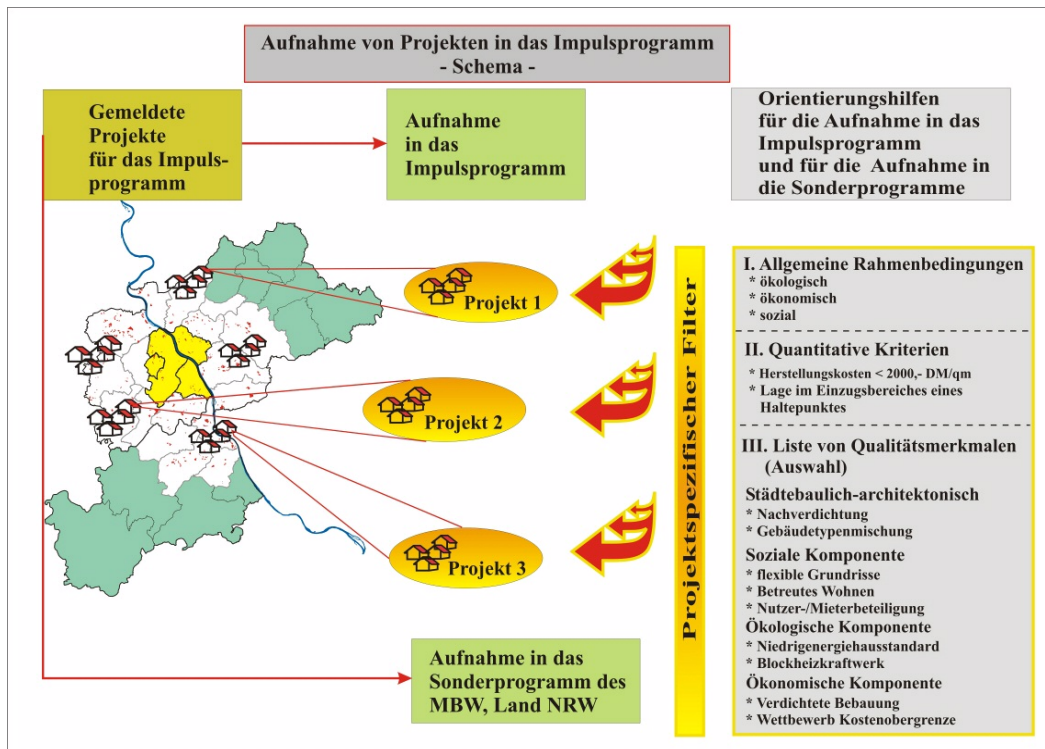 Aufnahme von Projekten in das Impulsprogramm
- Schema -
Gemeldete
Projekte
für das Impuls-
programm
Aufnahme
in das
Impulsprogramm
Orientierungshilfen
für die Aufnahme in das
Impulsprogramm
und für die Aufnahme in
die Sonderprogramme
Projekt 1
Projekt 2
Projekt 3
Aufnahme in das
Sonderprogramm des
MBW, Land NRW
Projektspezifischer Filter
I. Allgemeine Rahmenbedingungen
* ökologisch
* ökonomisch
* sozial
II. Quantitative Kriterien
* Herstellungskosten < 2000,- DM/qm
* Lage im Einzugsbereiches eines
Haltepunktes
III. Liste von Qualitätsmerkmalen
(Auswahl)
Städtebaulich-architektonisch
* Nachverdichtung
* Gebäudetypenmischung
Soziale Komponente
* flexible Grundrisse
* Betreutes Wohnen
* Nutzer-/Mieterbeteiligung
Ökologische Komponente
* Niedrigenergiehausstandard
* Blockheizkraftwerk
Ökonomische Komponente
* Verdichtete Bebauung
* Wettbewerb Kostenobergrenze